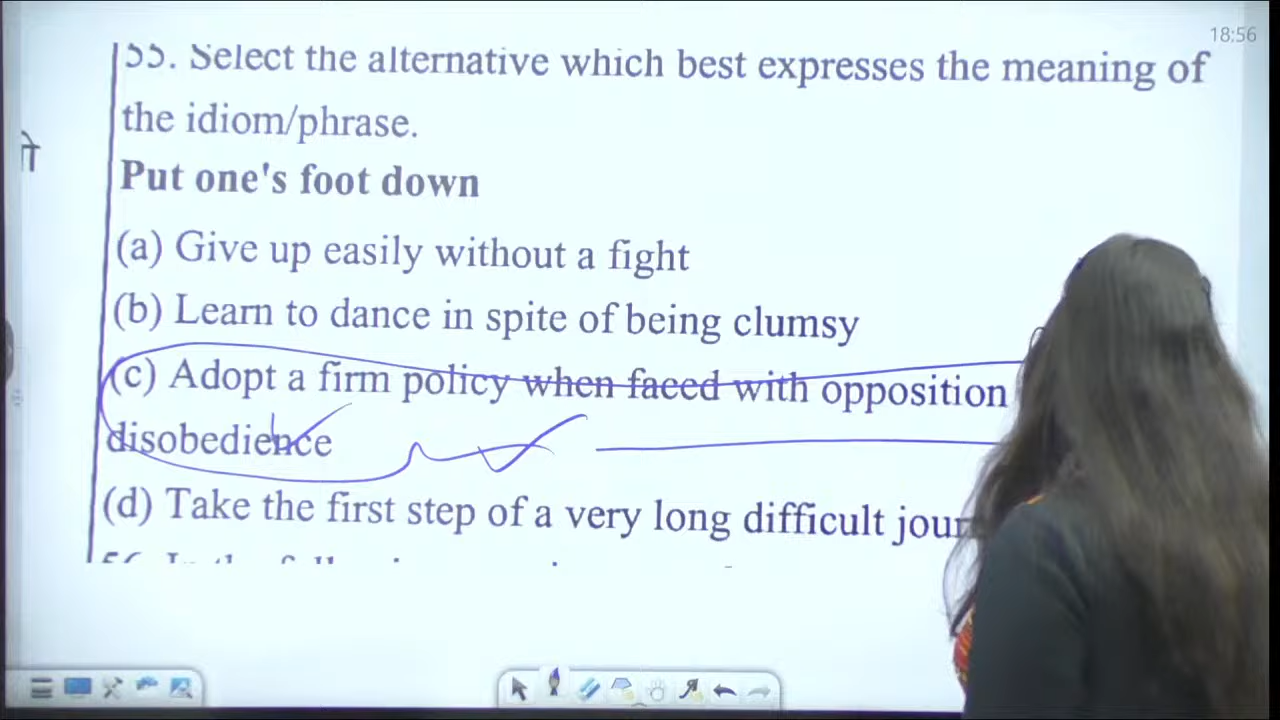 18:56
55. Select the alternative which best expresses the meaning of
the idiom/phrase.
Put one's foot down
(a) Give up easily without a fight
(b) Learn to dance in spite of being clumsy
(c) Adopt a firm policy when faced with opposition
disobedience
(d) Take the first step of a very long difficult